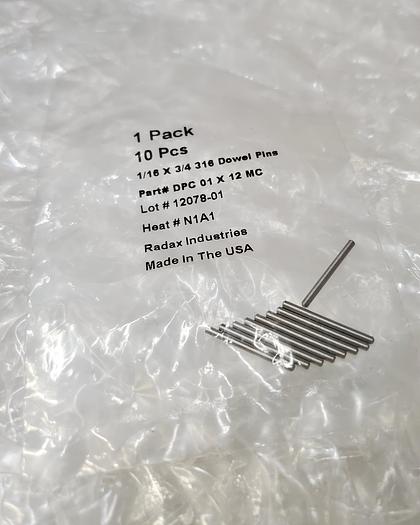 1 Pack
10 Pcs
1/16 X 3/4 316 Dowel Pins
Part# DPC 01 X 12 MC
Lot # 12078-01
Heat # N1A1
Radax Industries
Made In The USA